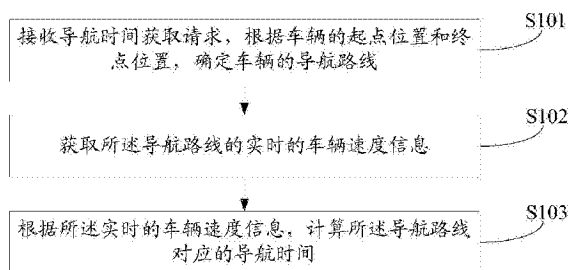 接收导航时间获取请求，根据车辆的起点位置和终
点位置，确定车辆的导航路线
S101
获取所述导航路线的实时的车辆速度信息
S102
根据所述实时的车辆速度信息，计算所述导航路线
对应的导航时间
S103